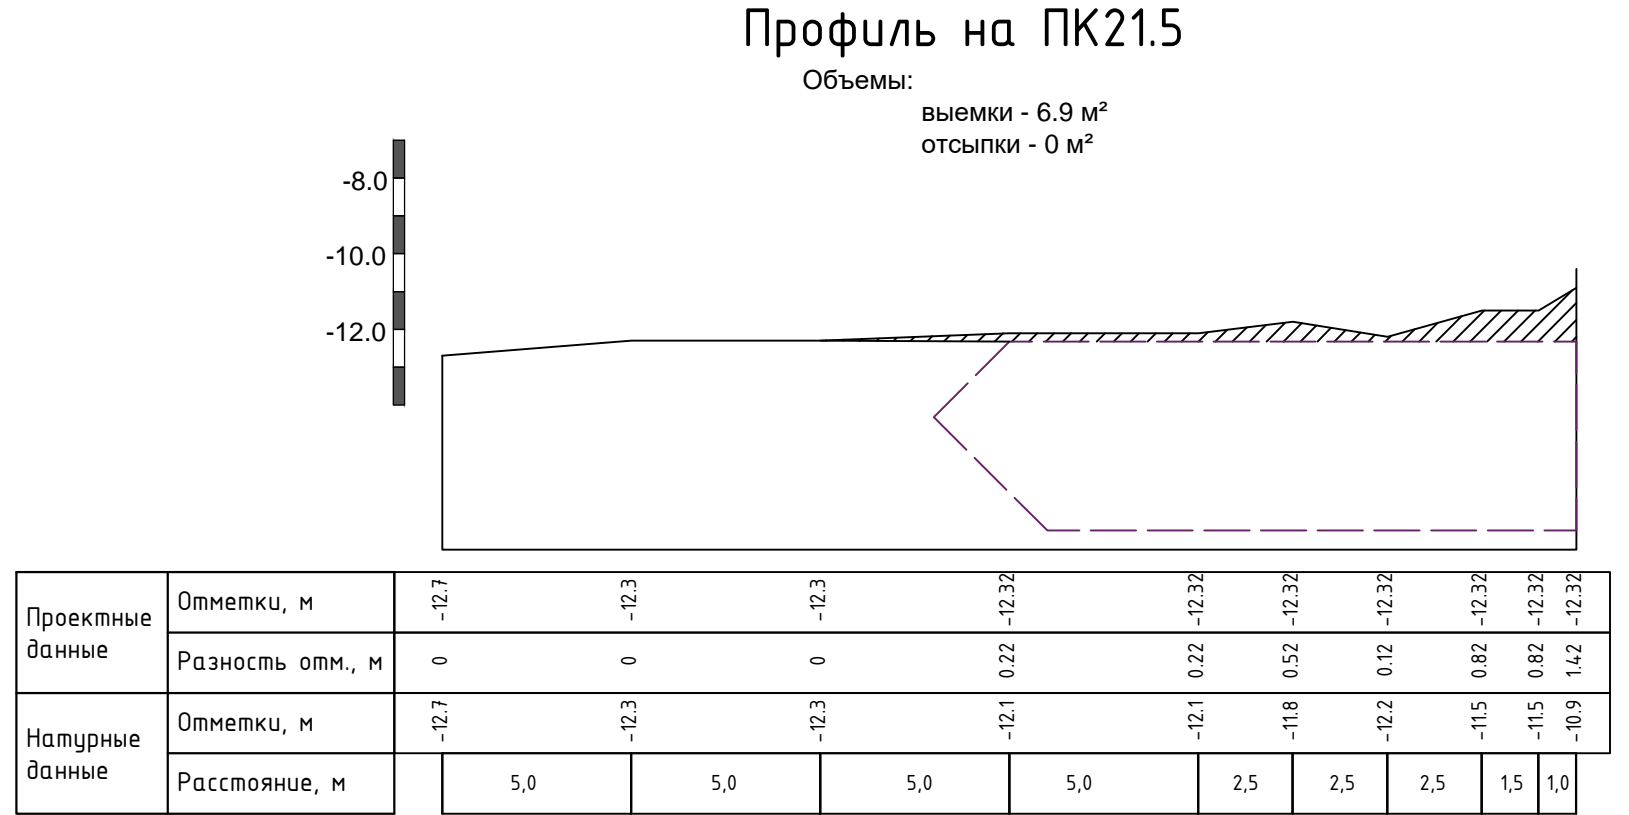 Профиль на ПК21.5
Объемы:
выемки - 6.9 м²
отсыпки - 0 м²
-8.0
-10.0
-12.0
Проектные
данные
Отметки, м
-12.7 -12.3 -12.3 -12.32 -12.32 -12.32 -12.32 -12.32 -12.32 -12.32
Разность отм., м
0 0 0 0.22 0.22 0.52 0.12 0.82 0.82 1.42
Натурные
данные
Отметки, м
-12.7 -12.3 -12.3 -12.1 -12.1 -11.8 -12.2 -11.5 -11.5 -10.9
Расстояние, м
5,0 5,0 5,0 5,0 2,5 2,5 2,5 1,5 1,0